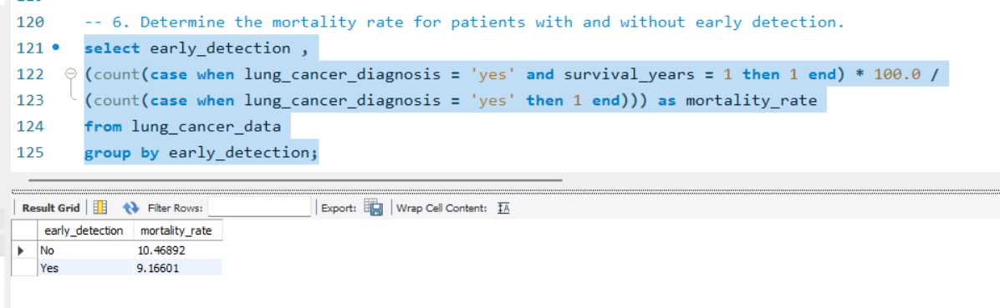 120 -- 6. Determine the mortality rate for patients with and without early detection.
121 select early_detection ,
122 (count(case when lung_cancer_diagnosis = 'yes' and survival_years = 1 then 1 end) * 100.0 /
123 (count(case when lung_cancer_diagnosis = 'yes' then 1 end))) as mortality_rate
124 from lung_cancer_data
125 group by early_detection;
Result Grid Filter Rows: Export: Wrap Cell Content: IA
early_detection mortality_rate
No 10.46892
Yes 9.16601